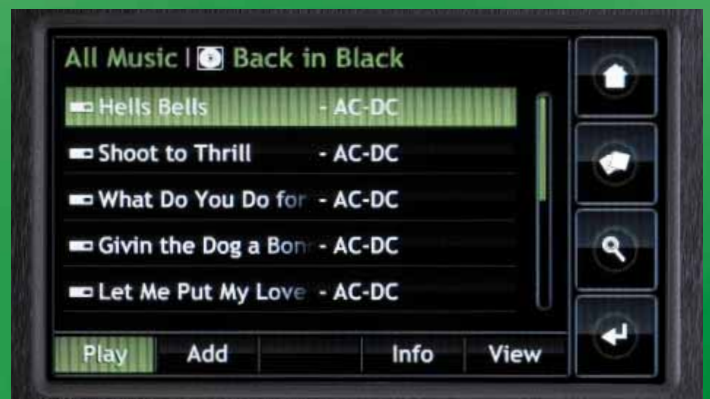 All Music | Back in Black
Hells Bells - AC-DC
Shoot to Thrill - AC-DC
What Do You Do for - AC-DC
Givin the Dog a Bon - AC-DC
Let Me Put My Love - AC-DC
Play Add Info View